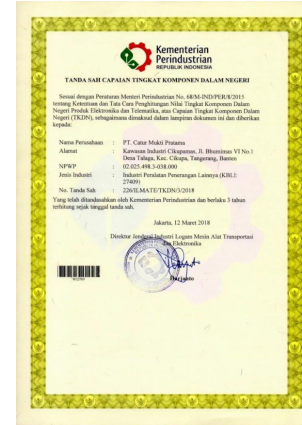 Kementerian
Perindustrian
REPUBLIK INDONESIA
TANDA SAH CAPAIAN TINGKAT KOMPONEN DALAM NEGERI
Sesuai dengan Peraturan Menteri Perindustrian No. 68/M-IND/PER/8/2015
tentang Ketentuan dan Tata Cara Penghitungan Nilai Tingkat Komponen Dalam
Negeri Produk Elektronika dan Telematika, atas Capaian Tingkat Komponen Dalam
Negeri (TKDN), sebagaimana dimaksud dalam lampiran dokumen ini dan diberikan
kepada:
Nama Perusahaan : PT. Catur Mukti Pratama
Alamat : Kawasan Industri Cikupamas, Jl. Bhumimas VI No.1
Desa Talaga, Kec. Cikupa, Tangerang, Banten
NPWP : 02.025.498.3-038.000
Jenis Industri : Industri Peralatan Penerangan Lainnya (KBLI:
27409)
No. Tanda Sah : 226/ILMATE/TKDN/3/2018
Yang telah ditandasahkan oleh Kementerian Perindustrian dan berlaku 3 tahun
terhitung sejak tanggal tanda sah.
Jakarta, 12 Maret 2018
Direktur Jenderal Industri Logam Mesin Alat Transportasi
dan Elektronika
Harjanto